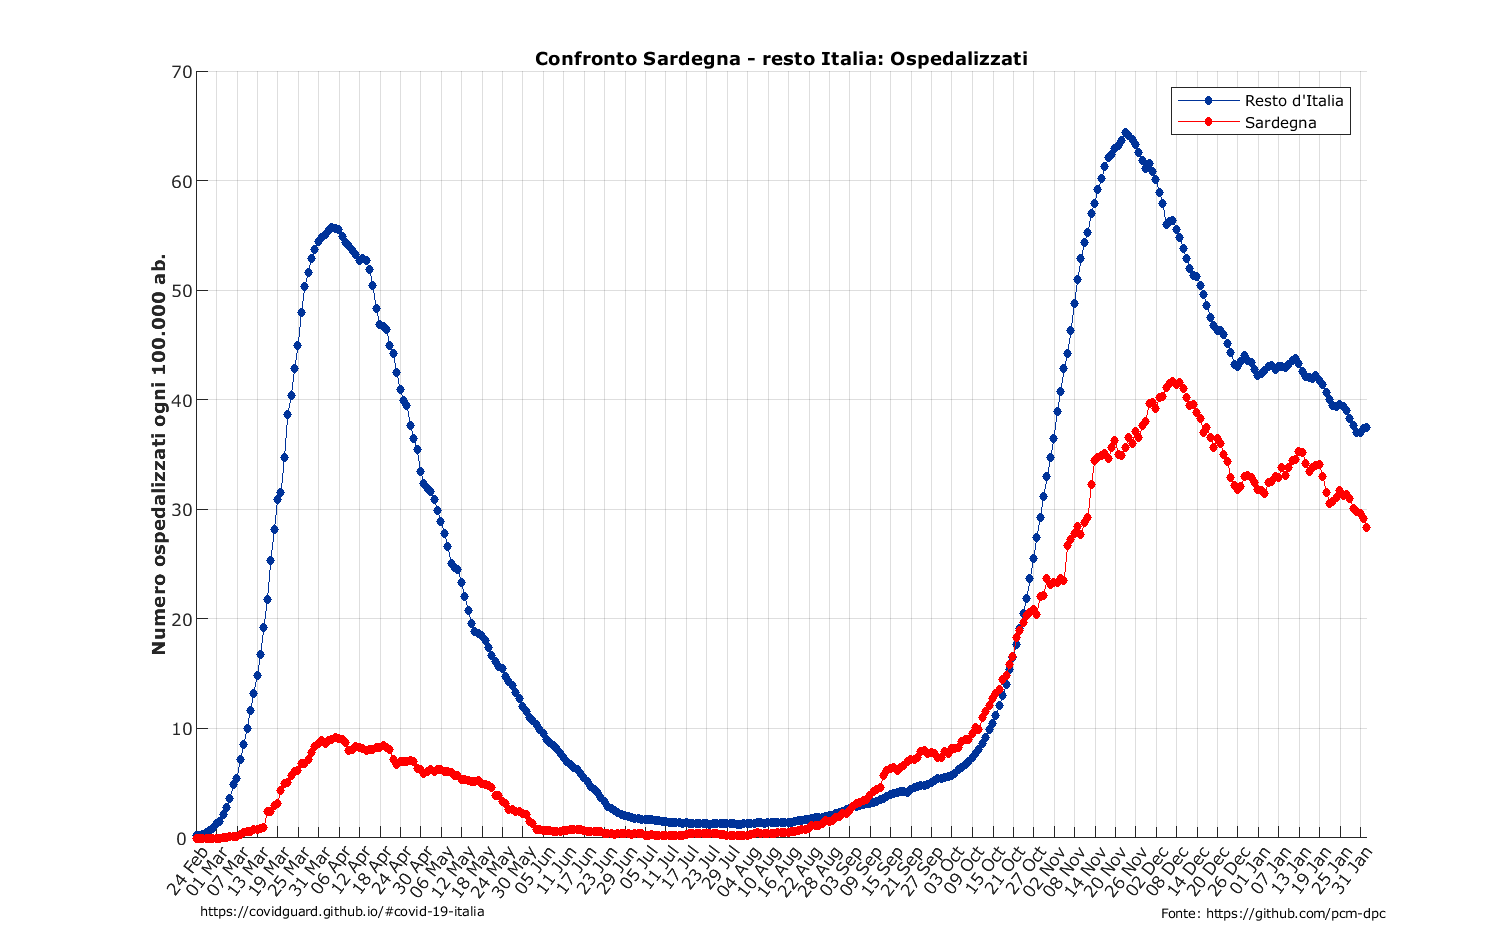 Confronto Sardegna - resto Italia: Ospedalizzati
Resto d'Italia
Sardegna
Numero ospedalizzati ogni 100.000 ab.
70
60
50
40
30
20
10
0
24 Feb
01 Mar
07 Mar
13 Mar
19 Mar
25 Mar
31 Mar
06 Apr
12 Apr
18 Apr
24 Apr
30 Apr
06 May
12 May
18 May
24 May
30 May
05 Jun
11 Jun
17 Jun
23 Jun
29 Jun
05 Jul
11 Jul
17 Jul
23 Jul
29 Jul
04 Aug
10 Aug
16 Aug
22 Aug
28 Aug
03 Sep
09 Sep
15 Sep
21 Sep
27 Sep
03 Oct
09 Oct
15 Oct
21 Oct
27 Oct
02 Nov
08 Nov
14 Nov
20 Nov
26 Nov
02 Dec
08 Dec
14 Dec
20 Dec
26 Dec
01 Jan
07 Jan
13 Jan
19 Jan
25 Jan
31 Jan
https://covidguard.github.io/#covid-19-italia
Fonte: https://github.com/pcm-dpc